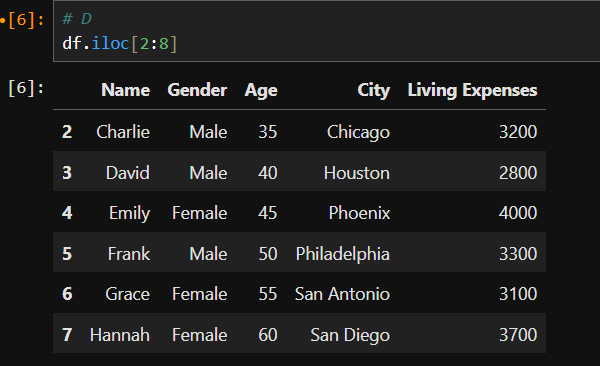 [6]: # D
df.iloc[2:8]
[6]: Name Gender Age City Living Expenses
2 Charlie Male 35 Chicago 3200
3 David Male 40 Houston 2800
4 Emily Female 45 Phoenix 4000
5 Frank Male 50 Philadelphia 3300
6 Grace Female 55 San Antonio 3100
7 Hannah Female 60 San Diego 3700